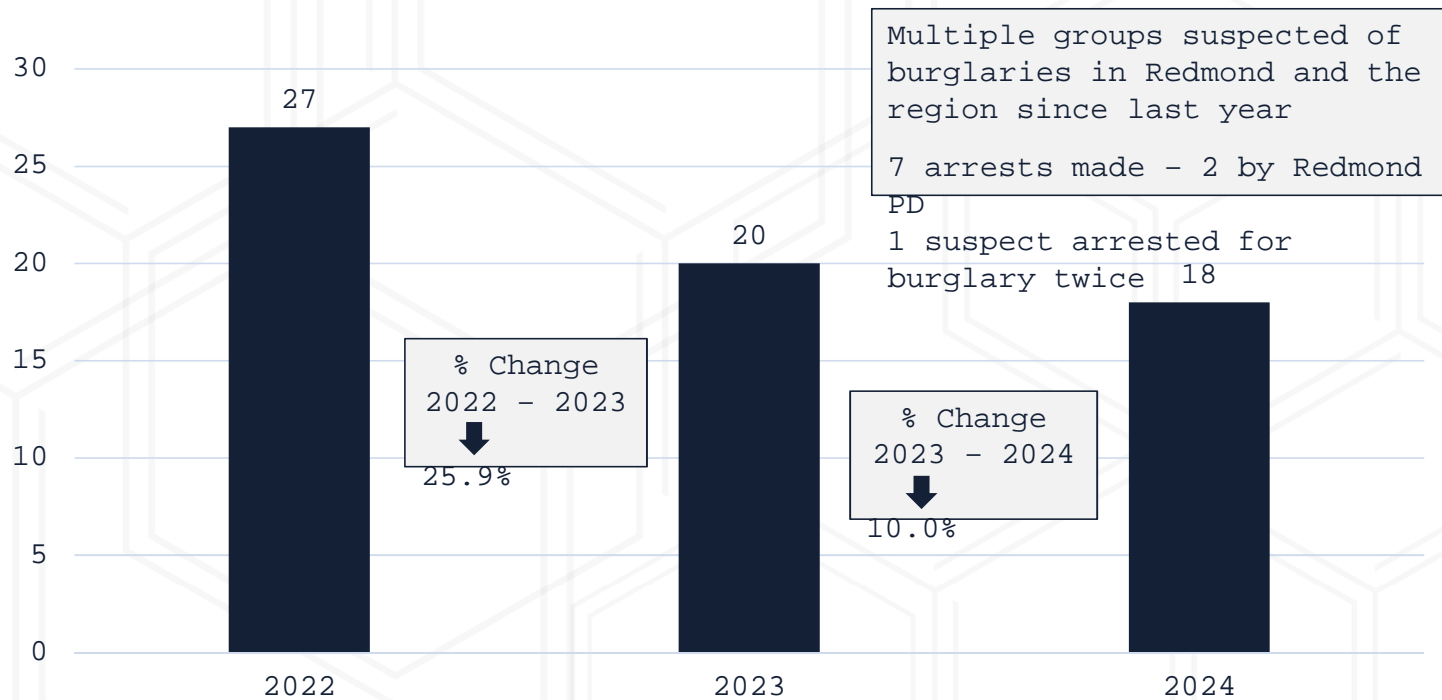 Multiple groups suspected of
burglaries in Redmond and the
region since last year
7 arrests made – 2 by Redmond
PD
1 suspect arrested for
burglary twice
30
25
20
15
10
5
0
27
20
18
% Change
2022 – 2023
25.9%
% Change
2023 – 2024
10.0%
2022
2023
2024